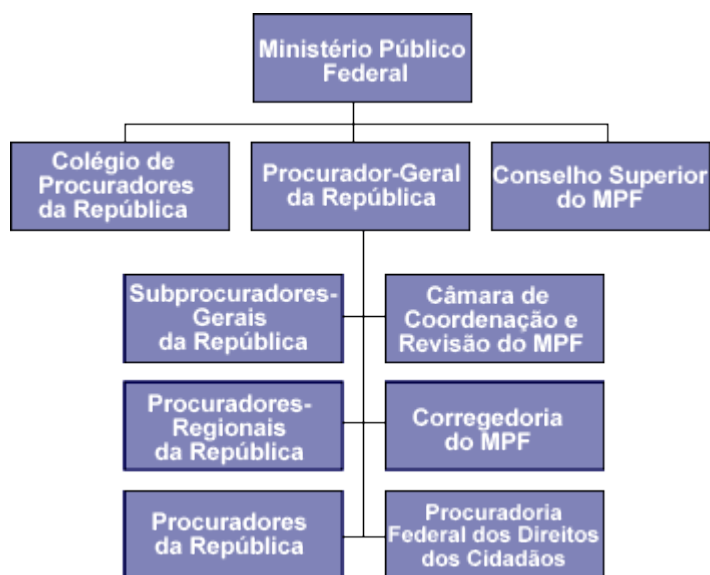 Ministério Público
Federal
Colégio de
Procuradores
da República
Procurador-Geral
da República
Conselho Superior
do MPF
Subprocuradores-
Gerais
da República
Câmara de
Coordenação e
Revisão do MPF
Procuradores-
Regionais
da República
Corregedoria
do MPF
Procuradores
da República
Procuradoria
Federal dos Direitos
dos Cidadãos